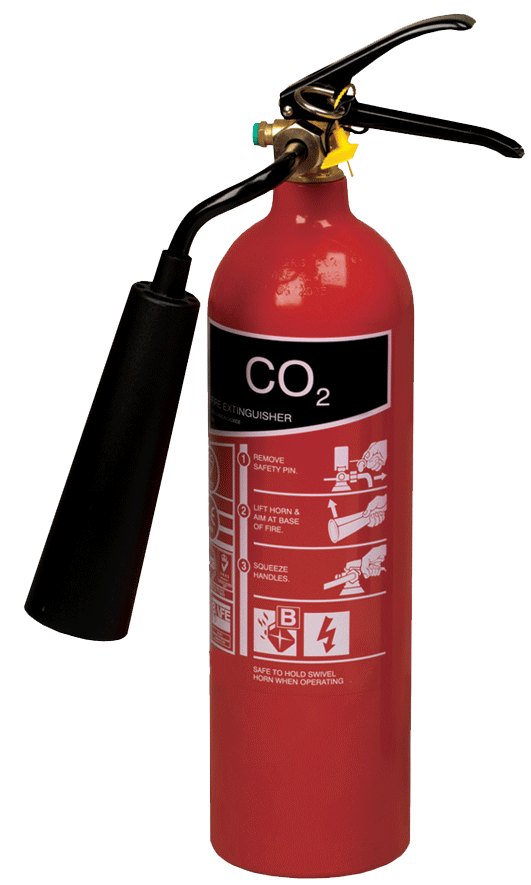 CO2
FIRE EXTINGUISHER
1 REMOVE
SAFETY PIN.
2 LIFT HORN &
AIM AT BASE
OF FIRE.
3 SQUEEZE
HANDLES.
B
SAFE TO HOLD SWIVEL
HORN WHEN OPERATING